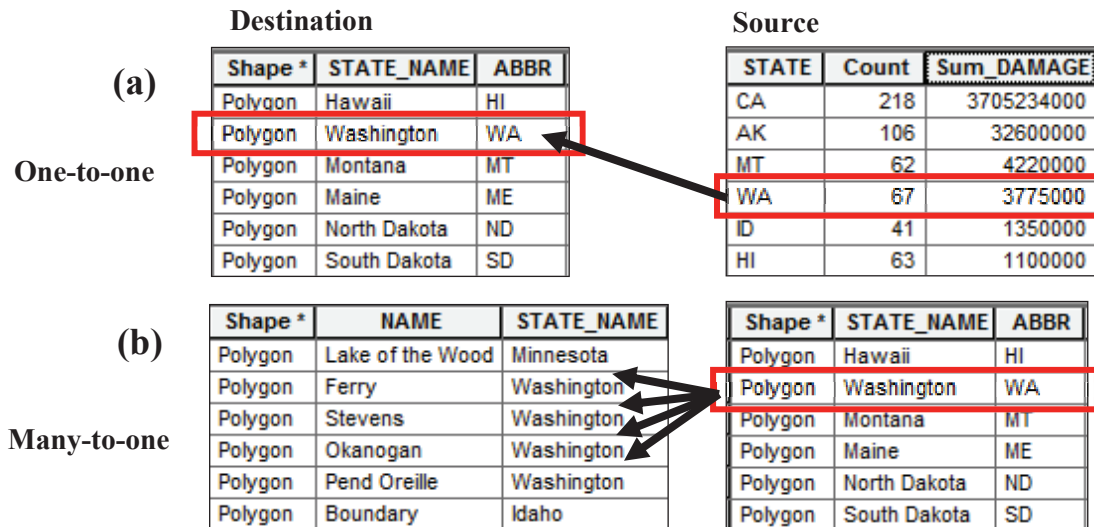 Destination Source
(a)
Shape * STATE_NAME ABBR
Polygon Hawaii HI
Polygon Washington WA
Polygon Montana MT
Polygon Maine ME
Polygon North Dakota ND
Polygon South Dakota SD
One-to-one
STATE Count Sum_DAMAGE
CA 218 3705234000
AK 106 32600000
MT 62 4220000
WA 67 3775000
ID 41 1350000
HI 63 1100000
(b)
Shape * NAME STATE_NAME
Polygon Lake of the Wood Minnesota
Polygon Ferry Washington
Polygon Stevens Washington
Polygon Okanogan Washington
Polygon Pend Oreille Washington
Polygon Boundary Idaho
Many-to-one
Shape * STATE_NAME ABBR
Polygon Hawaii HI
Polygon Washington WA
Polygon Montana MT
Polygon Maine ME
Polygon North Dakota ND
Polygon South Dakota SD